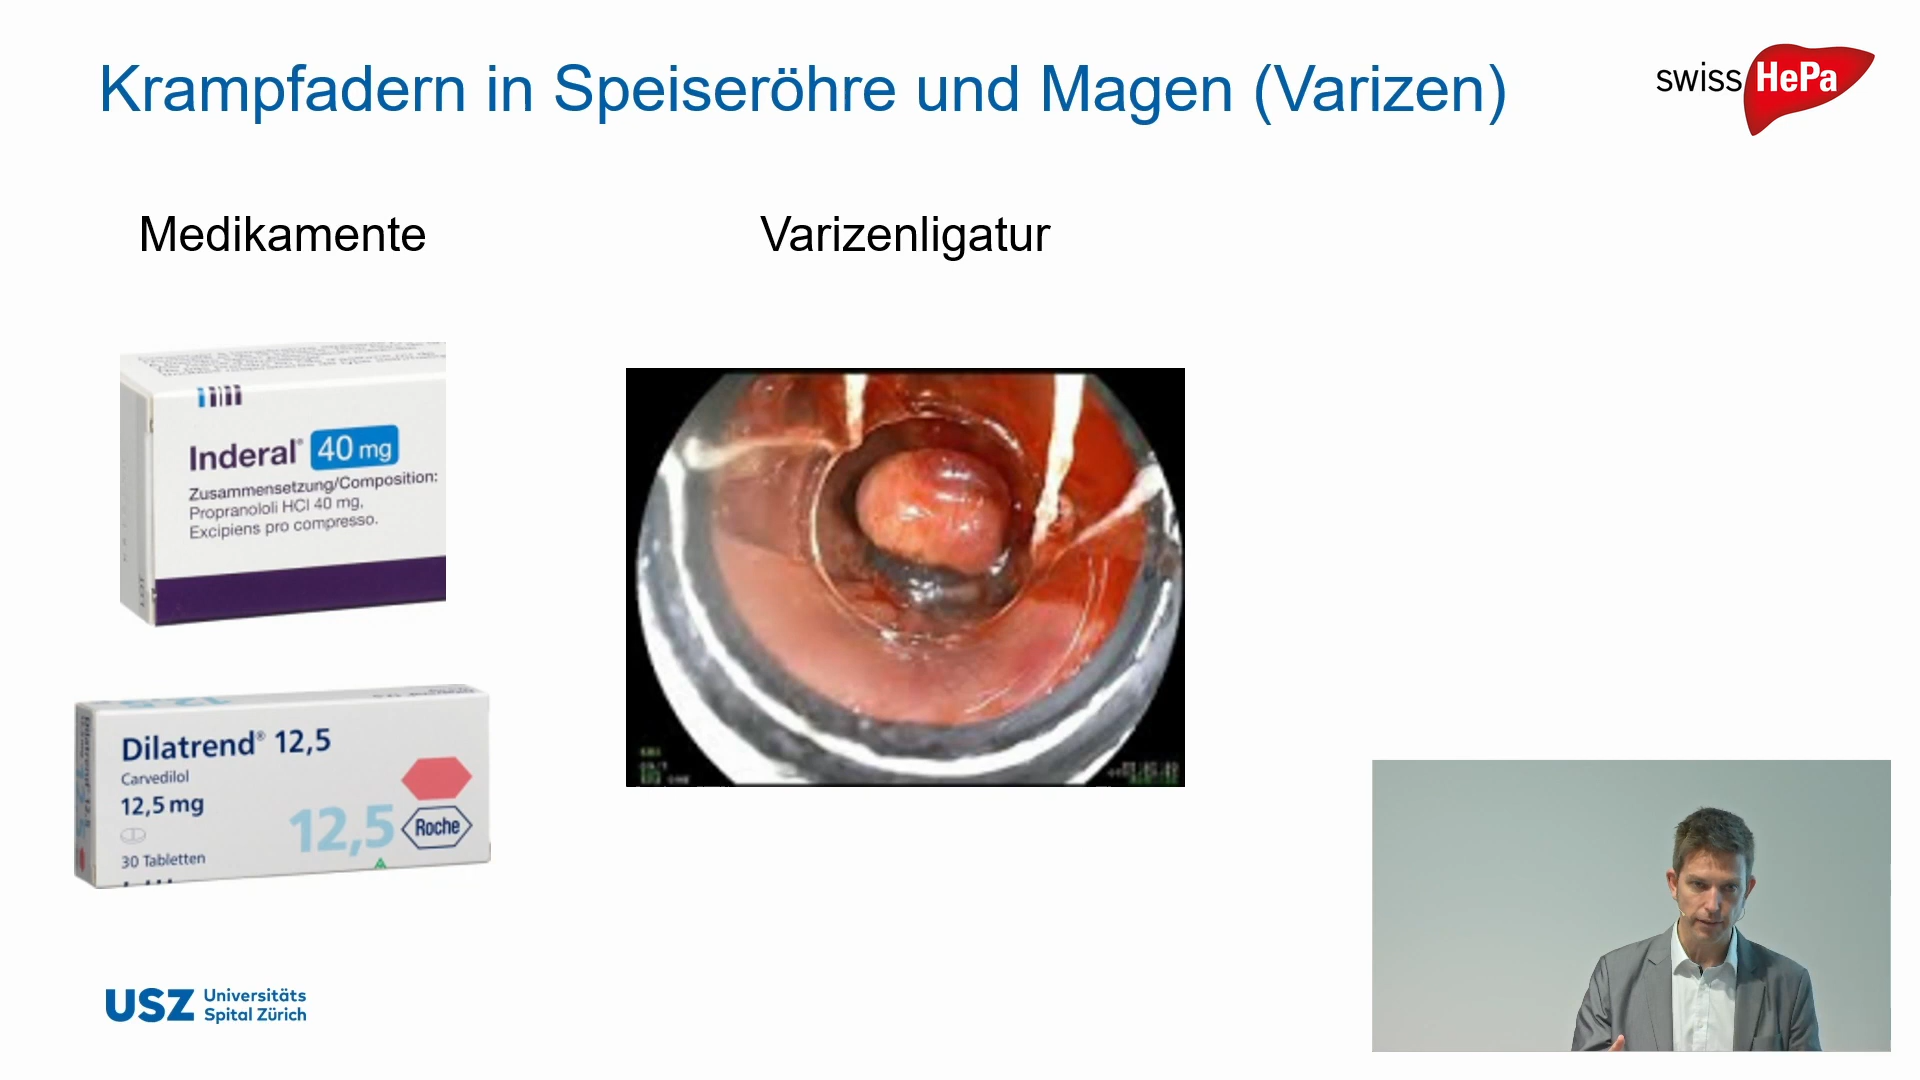 Krampfadern in Speiseröhre und Magen (Varizen)
swiss HePa
Medikamente
Varizenligatur
Inderal® 40 mg
Zusammensetzung/Composition:
Propranololi HCl 40 mg,
Excipiens pro compresso.
Dilatrend® 12,5
Carvedilol
12,5 mg
12,5
Roche
30 Tabletten
USZ Universitäts
Spital Zürich